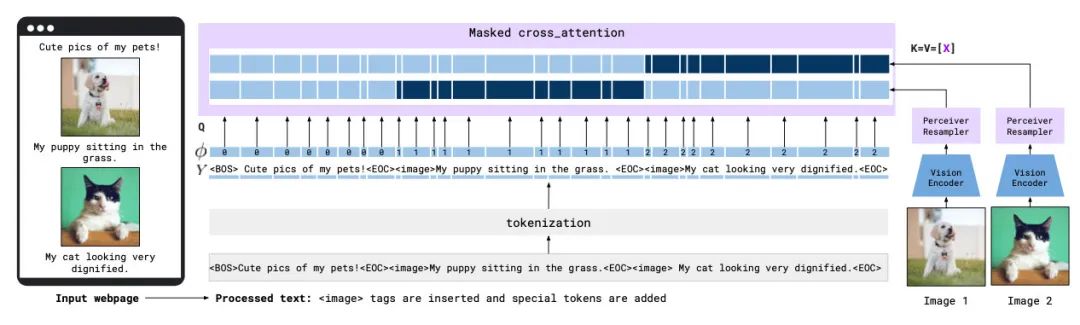 Cute pics of my pets!
My puppy sitting in the
grass.
My cat looking very
dignified.
Input webpage
Masked cross_attention
K=V=[X]
Q
ϕ 0 0 0 0 0 0 0 0 1 1 1 1 1 1 1 1 1 1 2 2 2 2 2 2 2 2 2
Y <BOS> Cute pics of my pets!<EOC><image>My puppy sitting in the grass. <EOC><image>My cat looking very dignified.<EOC>
tokenization
<BOS>Cute pics of my pets!<EOC><image>My puppy sitting in the grass.<EOC><image> My cat looking very dignified.<EOC>
Processed text: <image> tags are inserted and special tokens are added
Perceiver
Resampler
Perceiver
Resampler
Vision
Encoder
Vision
Encoder
Image 1
Image 2